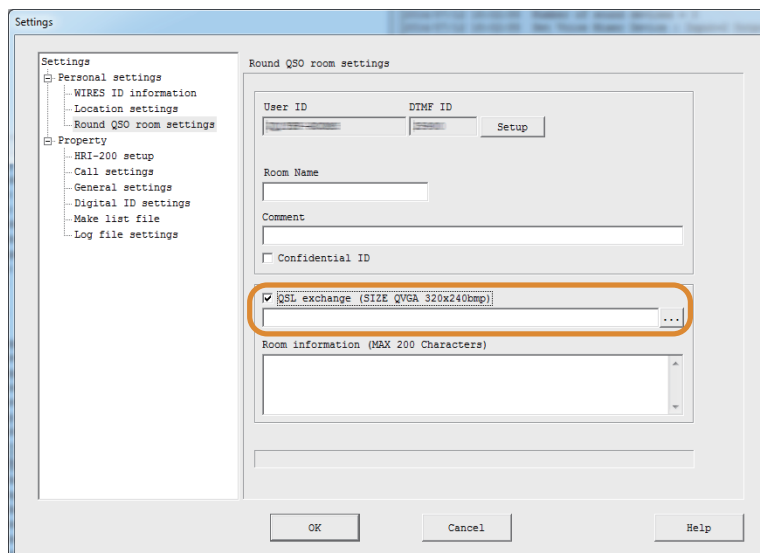 Settings
Settings
Personal settings
WIRES ID information
Location settings
Round QSO room settings
Property
HRI-200 setup
Call settings
General settings
Digital ID settings
Make list file
Log file settings
Round QSO room settings
User ID DTMF ID
Setup
Room Name
Comment
Confidential ID
QSL exchange (SIZE QVGA 320x240bmp)
...
Room information (MAX 200 Characters)
OK Cancel Help